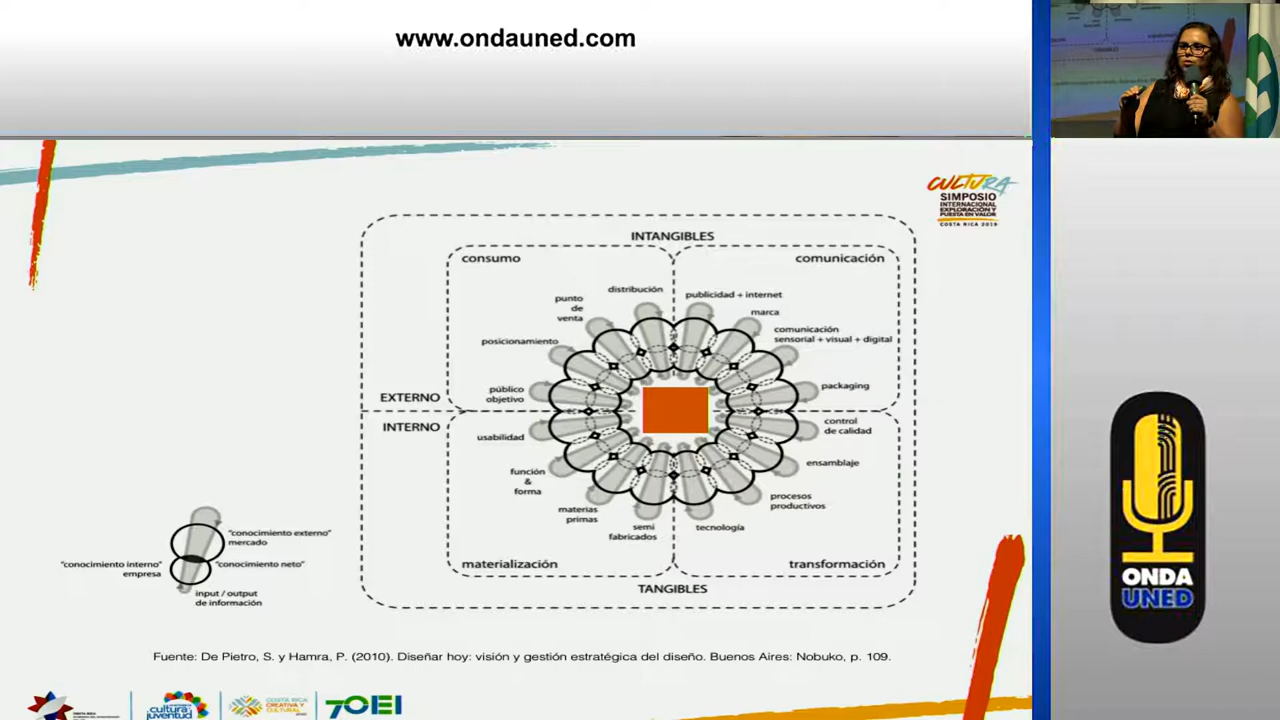 www.ondauned.com
CULTURA
SIMPOSIO
INTERNACIONAL
EXPLORACIÓN Y
PUESTA EN VALOR
COSTA RICA 2019
INTANGIBLES
consumo
comunicación
distribución
publicidad + internet
punto
de
venta
marca
comunicación
sensorial + visual + digital
posicionamiento
packaging
público
objetivo
EXTERNO
INTERNO
control
de calidad
usabilidad
ensamblaje
función
&
forma
procesos
productivos
materias
primas
semi
fabricados
tecnología
materialización
transformación
TANGIBLES
"conocimiento externo"
mercado
"conocimiento interno"
empresa
"conocimiento neto"
input / output
de información
ONDA
UNED
Fuente: De Pietro, S. y Hamra, P. (2010). Diseñar hoy: visión y gestión estratégica del diseño. Buenos Aires: Nobuko, p. 109.
cultura
juventud
COSTA RICA
CREATIVA Y
CULTURAL
70EI